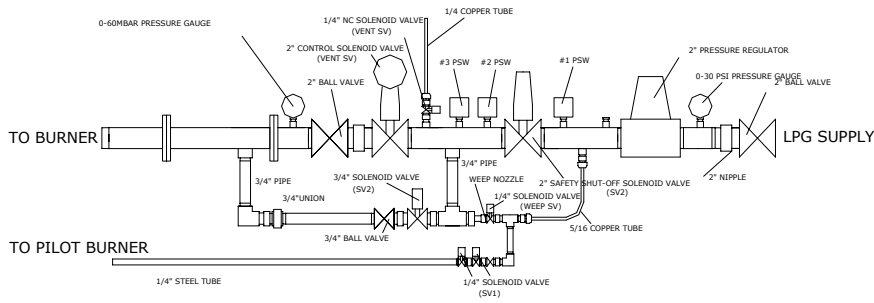 0-60MBAR PRESSURE GAUGE
1/4" NC SOLENOID VALVE
(VENT SV)
1/4 COPPER TUBE
2" CONTROL SOLENOID VALVE
(VENT SV)
2" BALL VALVE
#3 PSW
#2 PSW
#1 PSW
2" PRESSURE REGULATOR
0-30 PSI PRESSURE GAUGE
2" BALL VALVE
TO BURNER
LPG SUPPLY
3/4" PIPE
3/4" SOLENOID VALVE
(SV2)
3/4"PIPE
WEEP NOZZLE
2" SAFETY SHUT-OFF SOLENOID VALVE
(SV2)
2" NIPPLE
3/4"UNION
1/4" SOLENOID VALVE
(WEEP SV)
5/16 COPPER TUBE
3/4" BALL VALVE
TO PILOT BURNER
1/4" STEEL TUBE
1/4" SOLENOID VALVE
(SV1)